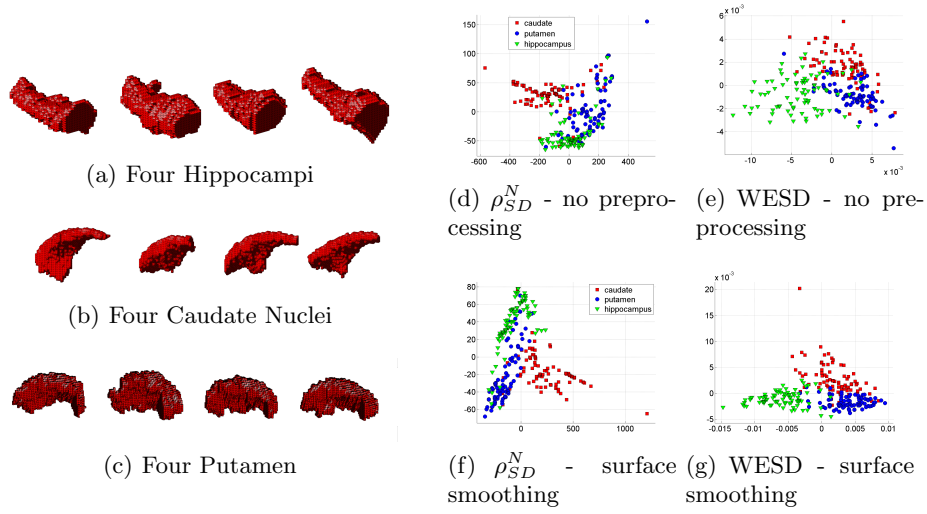 (a) Four Hippocampi
(b) Four Caudate Nuclei
(c) Four Putamen
150
100
50
0
-50
-600 -400 -200 0 200 400 600
caudate
putamen
hippocampus
(d) ρ_SD^N - no preprocessing
cessing
x 10^-3
6
4
2
0
-2
-4
-10 -5 0 5
x 10^-3
(e) WESD - no pre-
processing
80
60
40
20
0
-20
-40
-60
0 500 1000
caudate
putamen
hippocampus
(f) ρ_SD^N - surface
smoothing
x 10^-3
20
15
10
5
0
-5
-0.015 -0.01 -0.005 0 0.005 0.01
(g) WESD - surface
smoothing